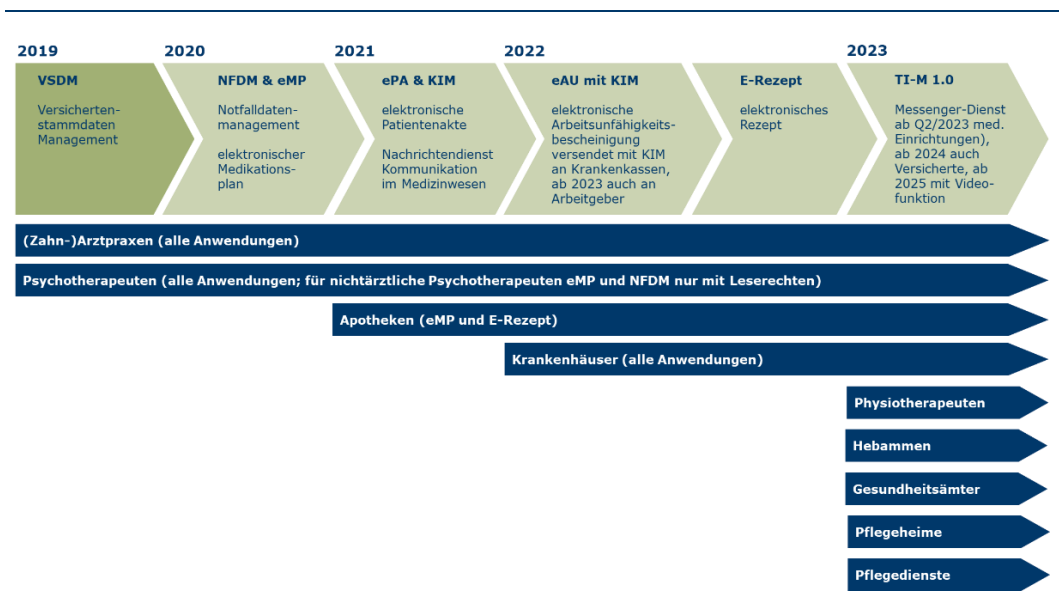 2019
2020
2021
2022
2023
VSDM
Versicherten-
stammdaten
Management
NFDM & eMP
Notfalldaten-
management
elektronischer
Medikations-
plan
ePA & KIM
elektronische
Patientenakte
Nachrichtendienst
Kommunikation
im Medizinwesen
eAU mit KIM
elektronische
Arbeitsunfähigkeits-
bescheinigung
versendet mit KIM
an Krankenkassen,
ab 2023 auch an
Arbeitgeber
E-Rezept
elektronisches
Rezept
TI-M 1.0
Messenger-Dienst
ab Q2/2023 med.
Einrichtungen),
ab 2024 auch
Versicherte, ab
2025 mit Video-
funktion
(Zahn-)Arztpraxen (alle Anwendungen)
Psychotherapeuten (alle Anwendungen; für nichtärztliche Psychotherapeuten eMP und NFDM nur mit Leserechten)
Apotheken (eMP und E-Rezept)
Krankenhäuser (alle Anwendungen)
Physiotherapeuten
Hebammen
Gesundheitsämter
Pflegeheime
Pflegedienste